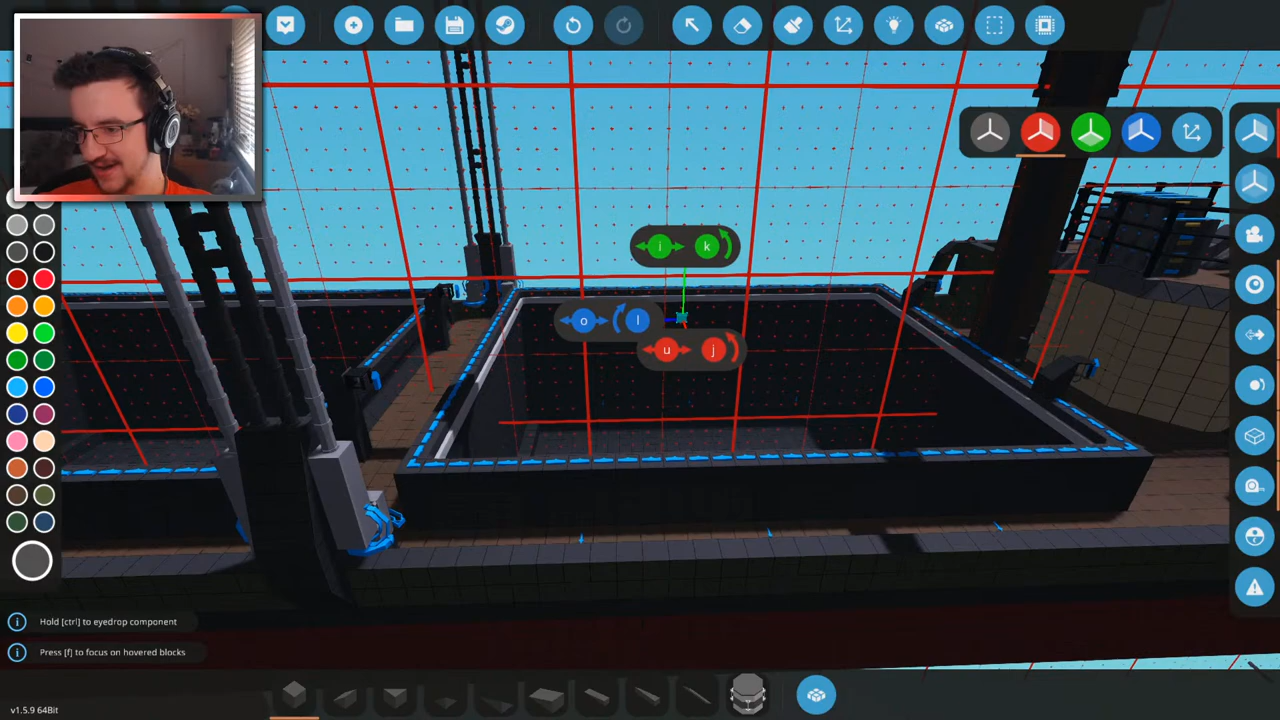 i k
o l
u j
Hold [ctrl] to eyedrop component
Press [f] to focus on hovered blocks
v1.5.9 64Bit